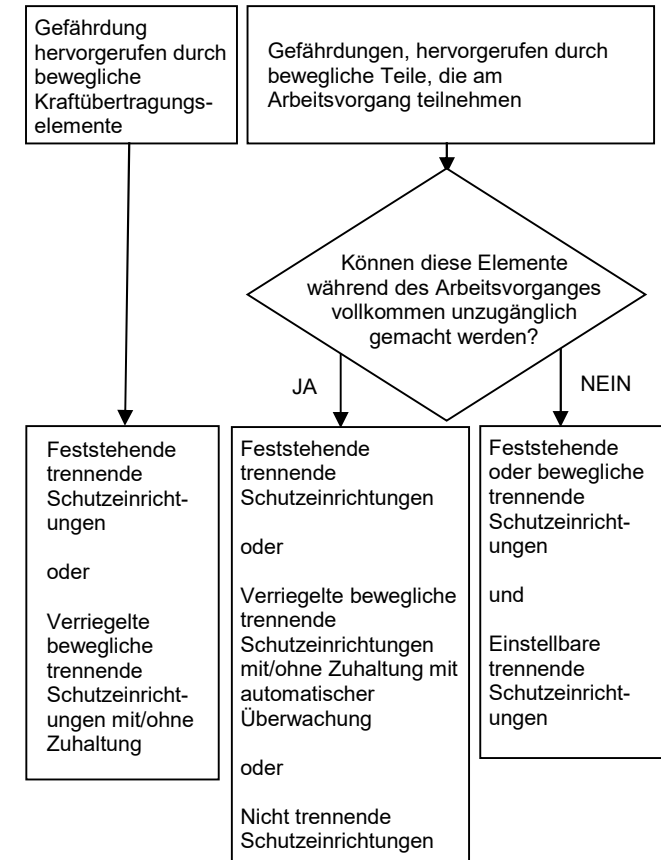 Gefährdung
hervorgerufen durch
bewegliche
Kraftübertragungs-
elemente
Gefährdungen, hervorgerufen durch
bewegliche Teile, die am
Arbeitsvorgang teilnehmen
Können diese Elemente
während des Arbeitsvorganges
vollkommen unzugänglich
gemacht werden?
JA
NEIN
Feststehende
trennende
Schutzeinricht-
ungen
oder
Verriegelte
bewegliche
trennende
Schutzeinricht-
ungen mit/ohne
Zuhaltung
Feststehende
trennende
Schutzeinrichtungen
oder
Verriegelte bewegliche
trennende
Schutzeinrichtungen
mit/ohne Zuhaltung mit
automatischer
Überwachung
oder
Nicht trennende
Schutzeinrichtungen
Feststehende
oder bewegliche
trennende
Schutzeinricht-
ungen
und
Einstellbare
trennende
Schutzeinricht-
ungen